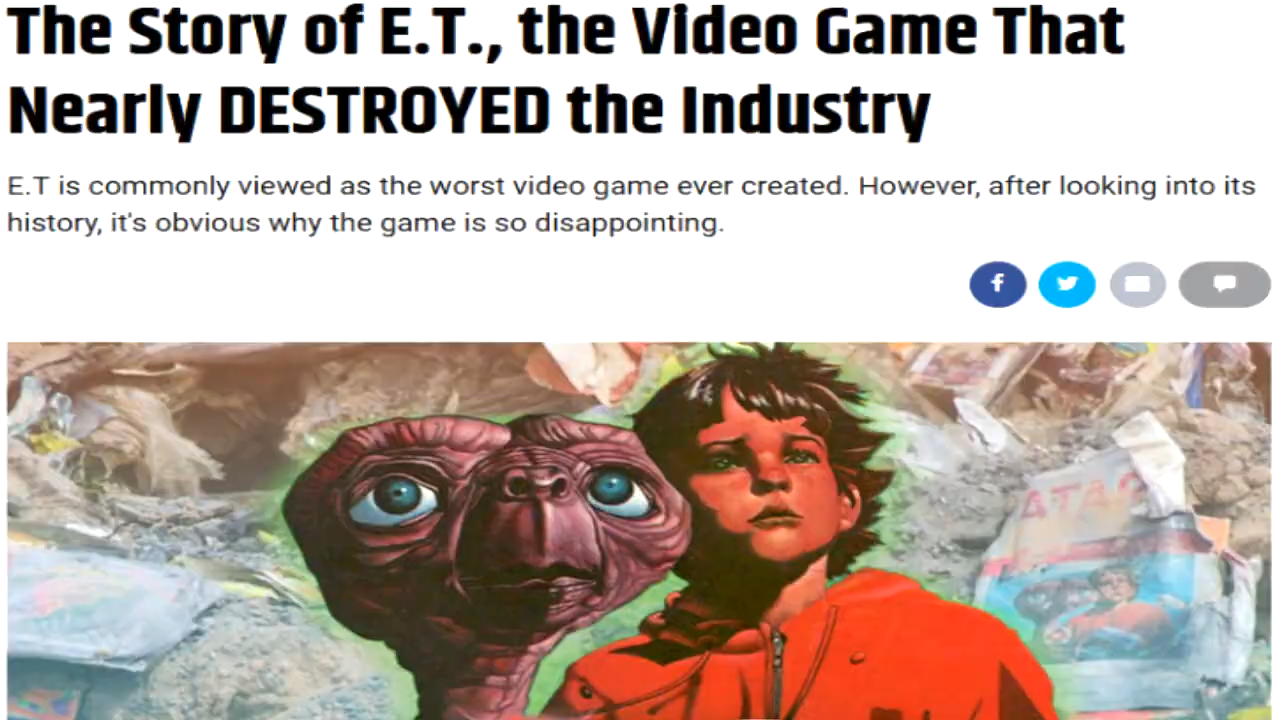 The Story of E.T., the Video Game That
Nearly DESTROYED the Industry
E.T is commonly viewed as the worst video game ever created. However, after looking into its
history, it's obvious why the game is so disappointing.